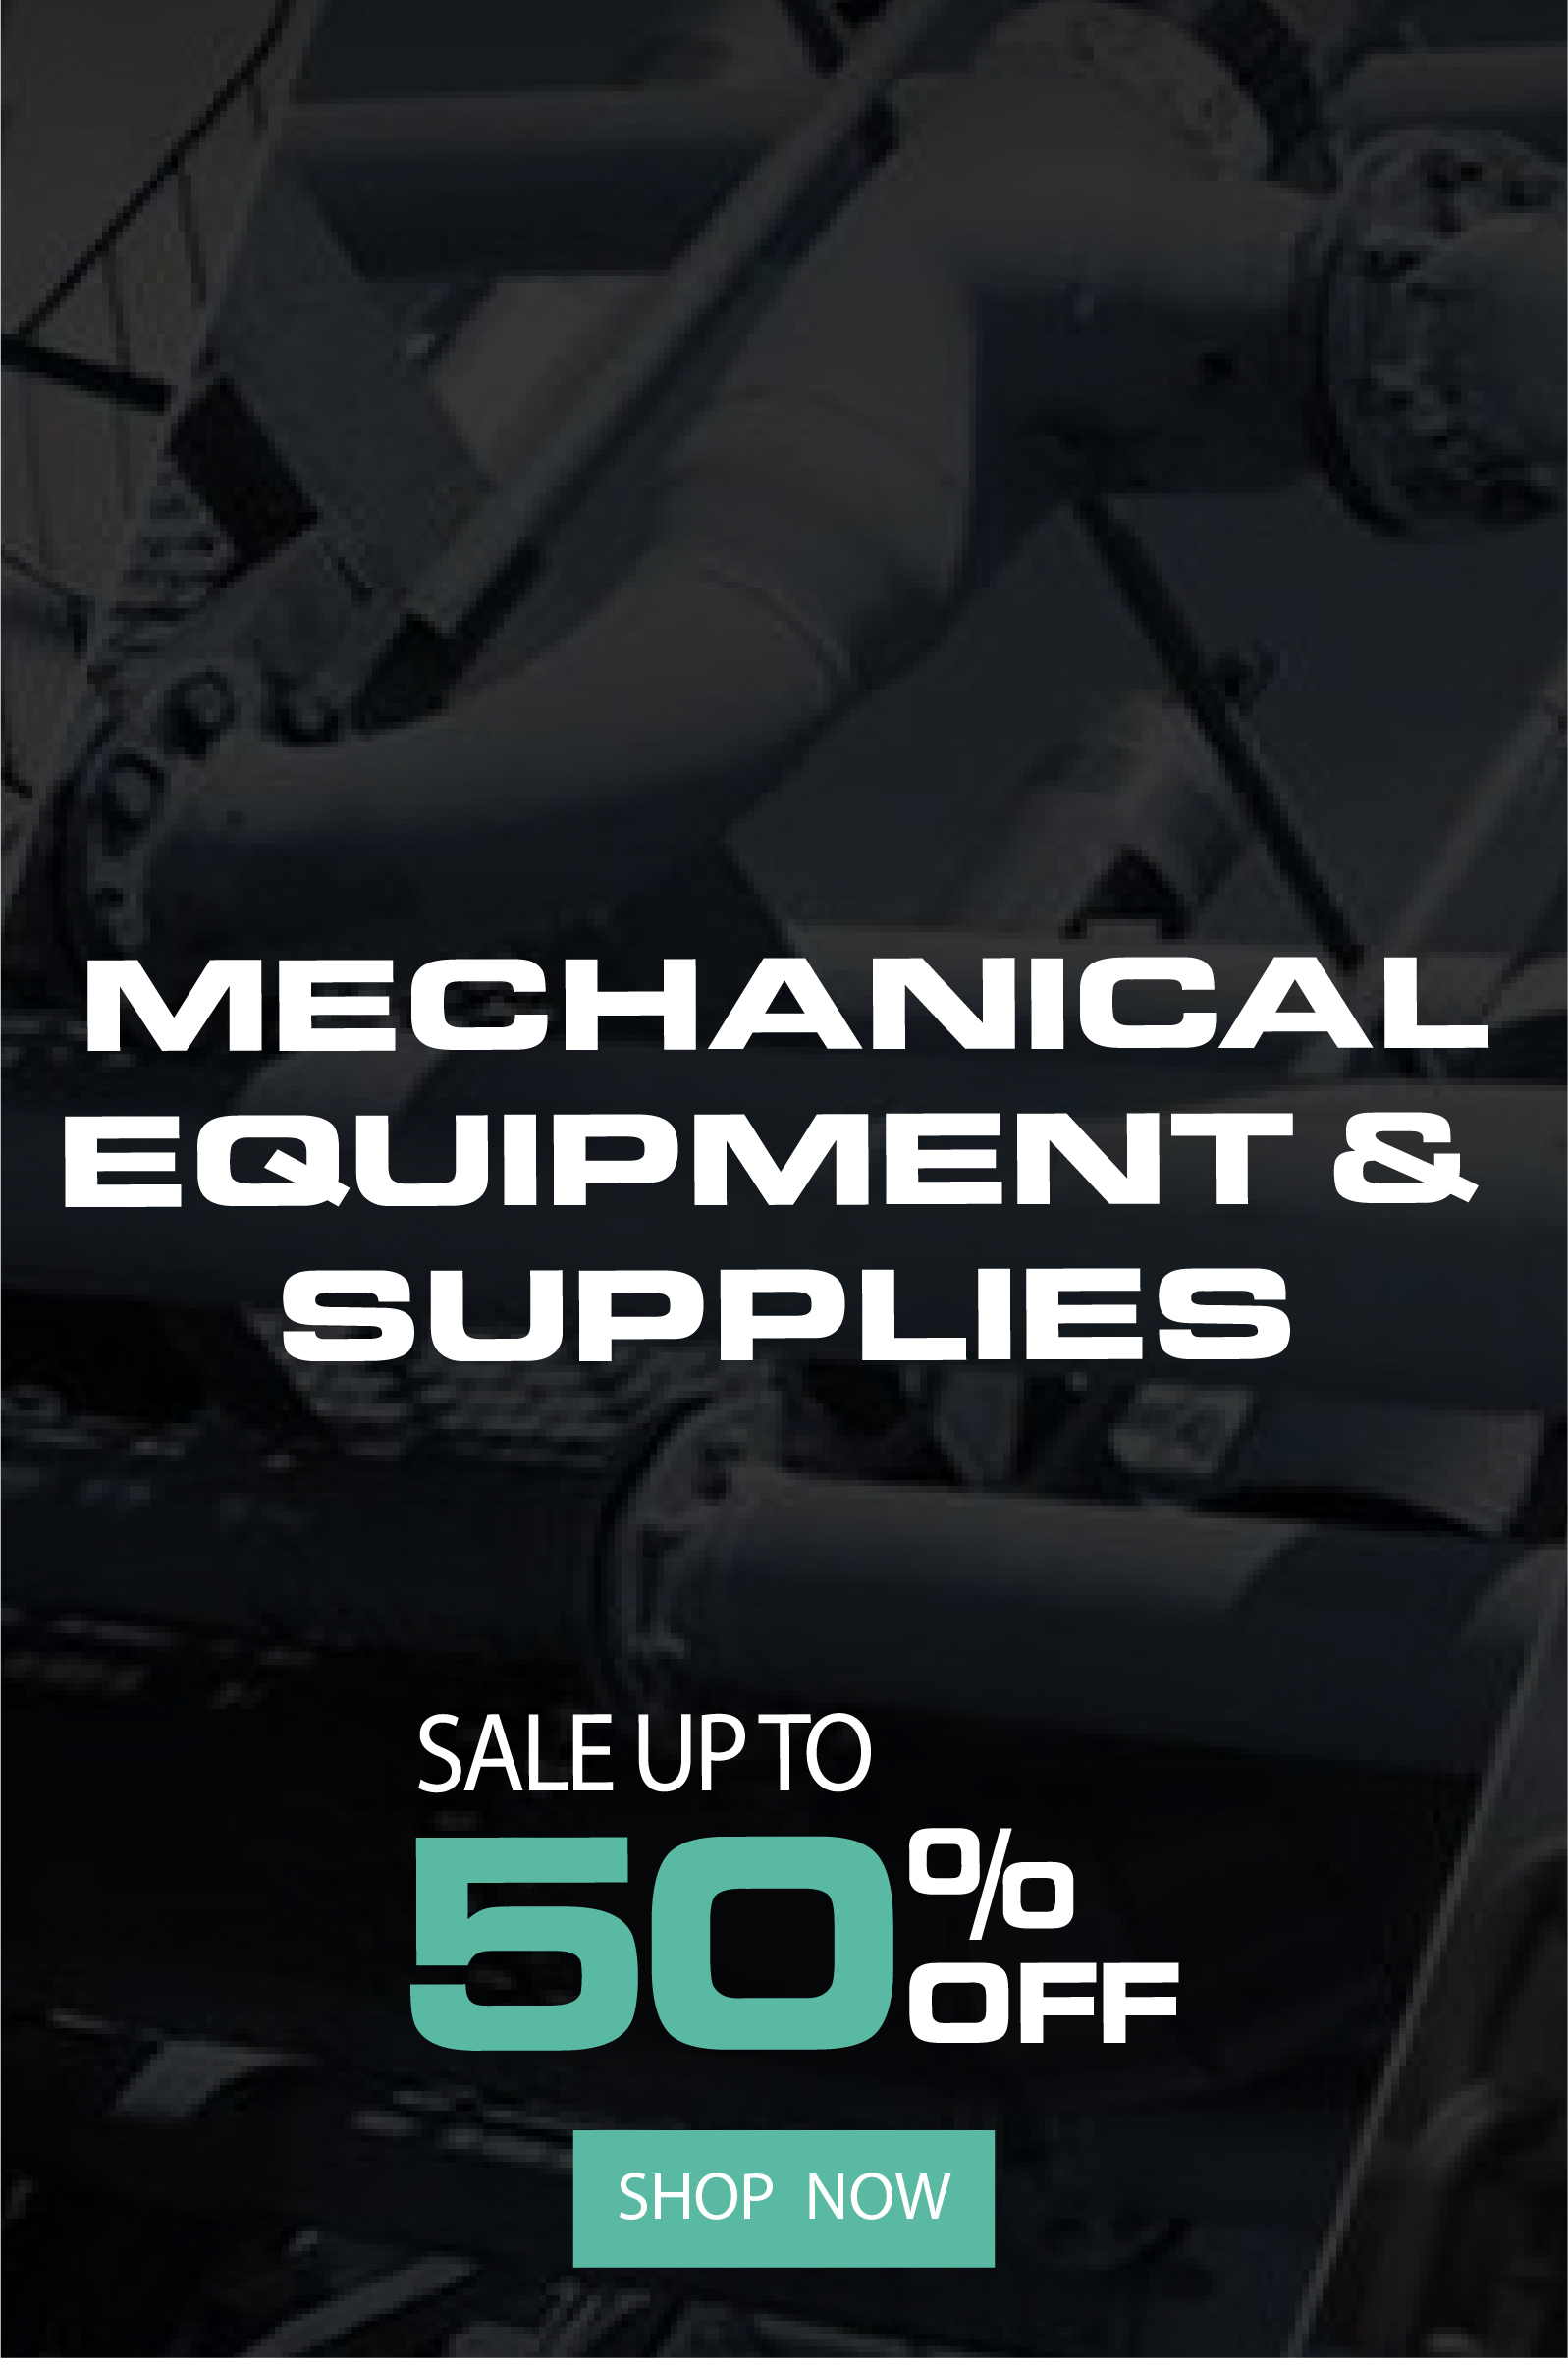 MECHANICAL
EQUIPMENT &
SUPPLIES
SALE UP TO
50%
OFF
SHOP NOW